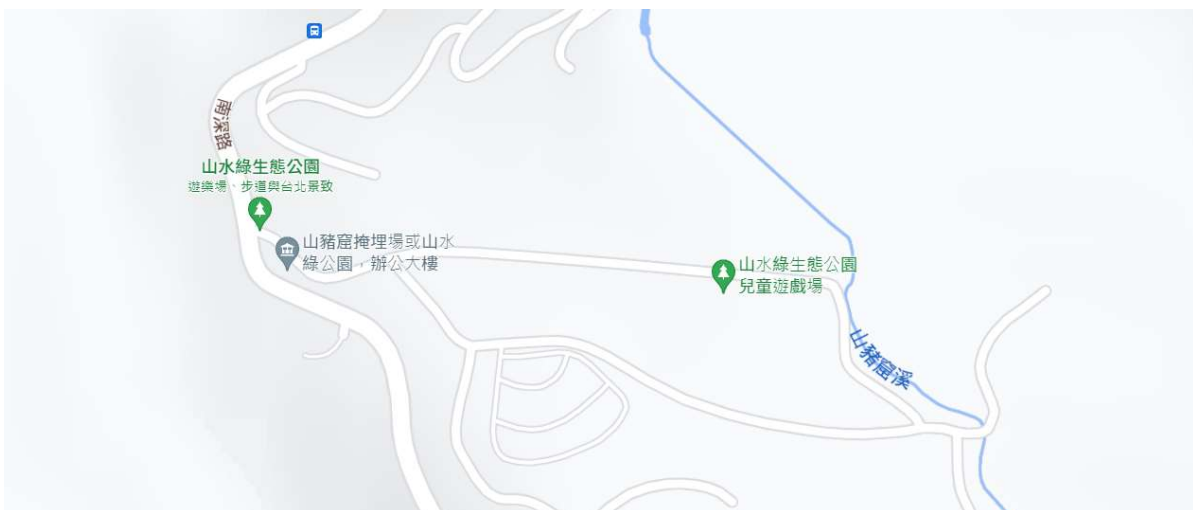 南深路
山水綠生態公園
遊樂場、步道與台北景致
山豬窟掩埋場或山水
綠公園，辦公大樓
山水綠生態公園
兒童遊戲場
山豬窟溪